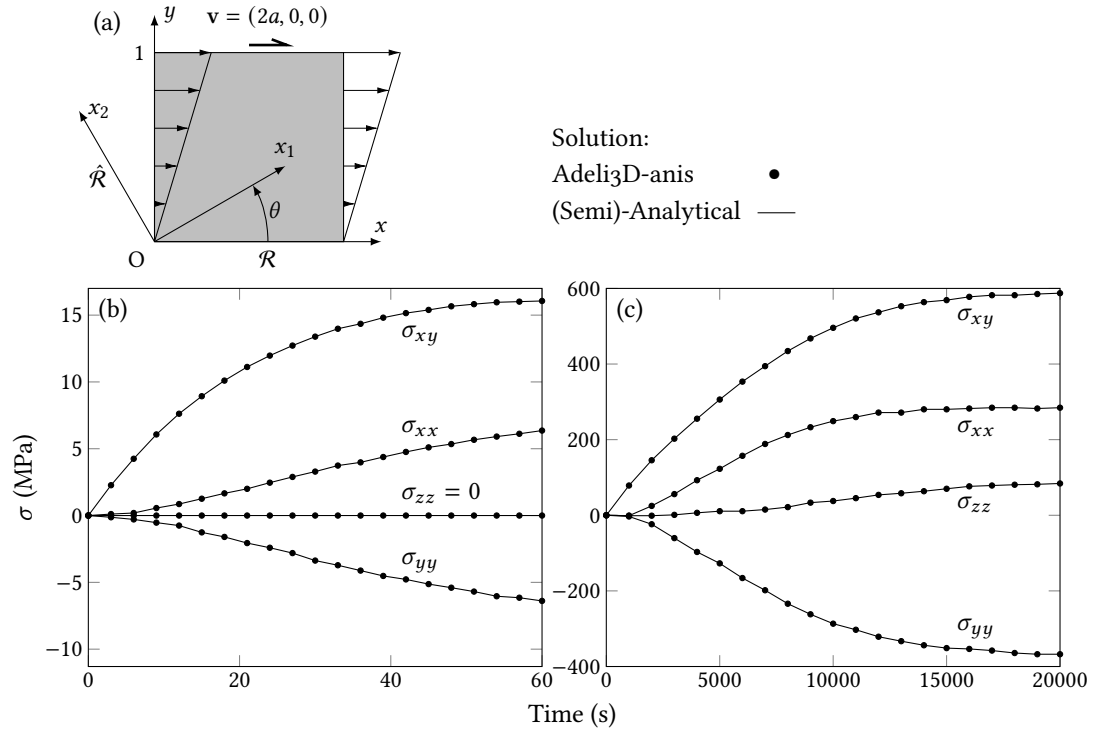 (a)
y
v = (2a, 0, 0)
1
x₂
x₁
ℛ̂
θ
x
O
ℛ
Solution:
Adeli3D-anis
(Semi)-Analytical
(b)
σxy
σxx
σzz = 0
σyy
15
10
5
0
−5
−10
0 20 40 60
σ (MPa)
(c)
σxy
σxx
σzz
σyy
600
400
200
0
−200
−400
0 5000 10000 15000 20000
Time (s)